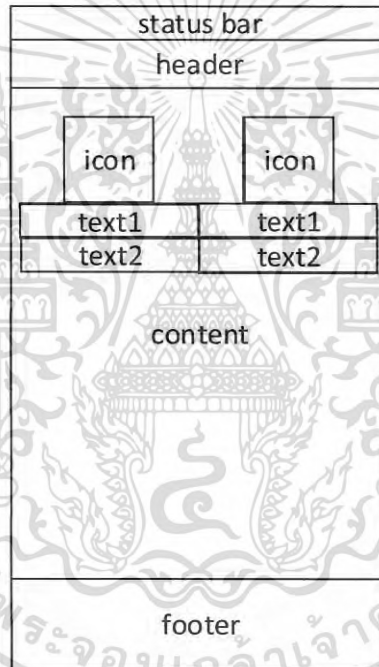 status bar
header
icon icon
text1 text1
text2 text2
content
footer